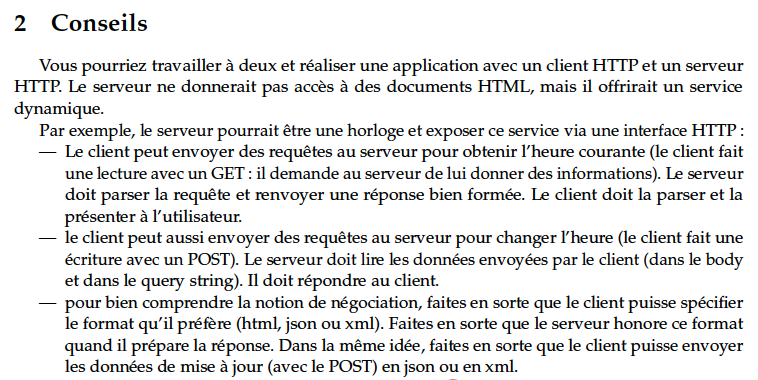 2 Conseils
Vous pourriez travailler à deux et réaliser une application avec un client HTTP et un serveur
HTTP. Le serveur ne donnerait pas accès à des documents HTML, mais il offrirait un service
dynamique.
Par exemple, le serveur pourrait être une horloge et exposer ce service via une interface HTTP :
— Le client peut envoyer des requêtes au serveur pour obtenir l'heure courante (le client fait
une lecture avec un GET : il demande au serveur de lui donner des informations). Le serveur
doit parser la requête et renvoyer une réponse bien formée. Le client doit la parser et la
présenter à l'utilisateur.
— le client peut aussi envoyer des requêtes au serveur pour changer l'heure (le client fait une
écriture avec un POST). Le serveur doit lire les données envoyées par le client (dans le body
et dans le query string). Il doit répondre au client.
— pour bien comprendre la notion de négociation, faites en sorte que le client puisse spécifier
le format qu'il préfère (html, json ou xml). Faites en sorte que le serveur honore ce format
quand il prépare la réponse. Dans la même idée, faites en sorte que le client puisse envoyer
les données de mise à jour (avec le POST) en json ou en xml.